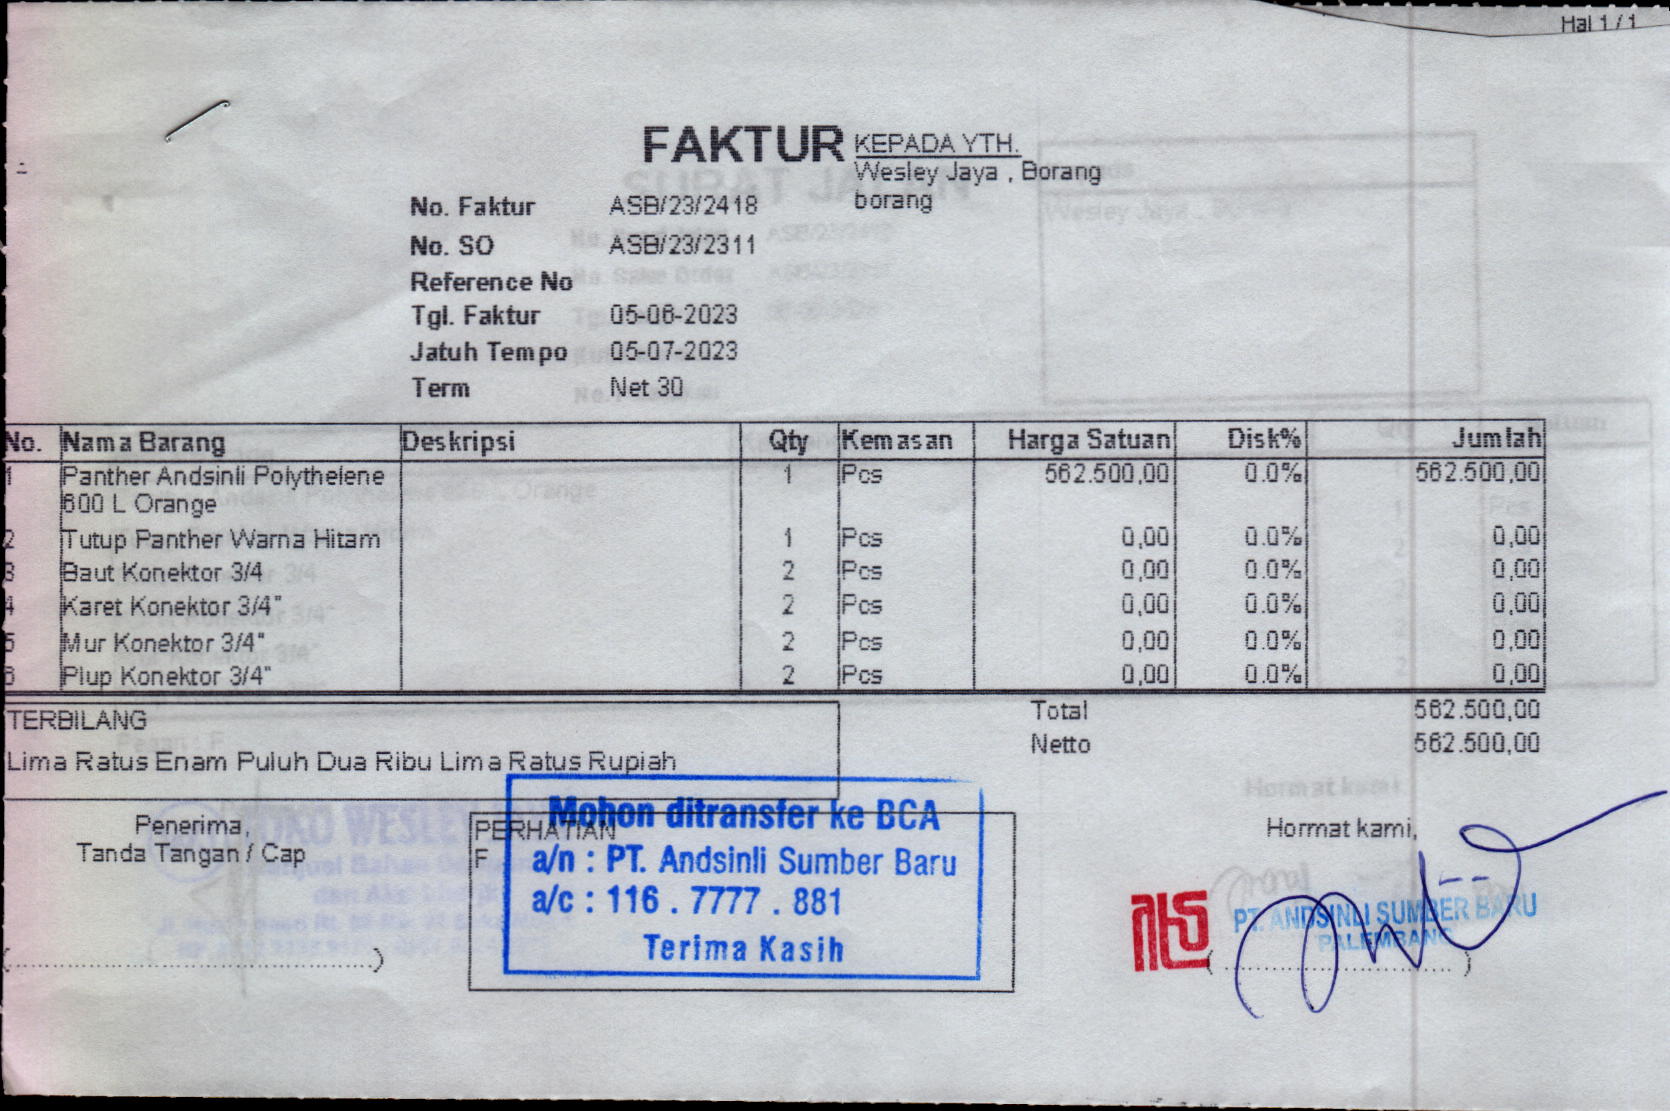 Hal 1 / 1
FAKTUR
KEPADA YTH.
Wesley Jaya , Borang
borang
No. Faktur ASB/23/2418
No. SO ASB/23/2311
Reference No
Tgl. Faktur 05-06-2023
Jatuh Tempo 05-07-2023
Term Net 30
No. Nama Barang Deskripsi Qty Kemasan Harga Satuan Disk% Jumlah
1 Panther Andsinli Polythelene 1 Pcs 562.500,00 0.0% 562.500,00
600 L Orange
2 Tutup Panther Warna Hitam 1 Pcs 0,00 0.0% 0,00
3 Baut Konektor 3/4 2 Pcs 0,00 0.0% 0,00
4 Karet Konektor 3/4" 2 Pcs 0,00 0.0% 0,00
5 Mur Konektor 3/4" 2 Pcs 0,00 0.0% 0,00
6 Plup Konektor 3/4" 2 Pcs 0,00 0.0% 0,00
TERBILANG
Lima Ratus Enam Puluh Dua Ribu Lima Ratus Rupiah
Total 562.500,00
Netto 562.500,00
Penerima,
Tanda Tangan / Cap
PERHATIAN
F
Mohon ditransfer ke BCA
a/n : PT. Andsinli Sumber Baru
a/c : 116 . 7777 . 881
Terima Kasih
Hormat kami,
PT. ANDSINLI SUMBER BARU
PALEMBANG